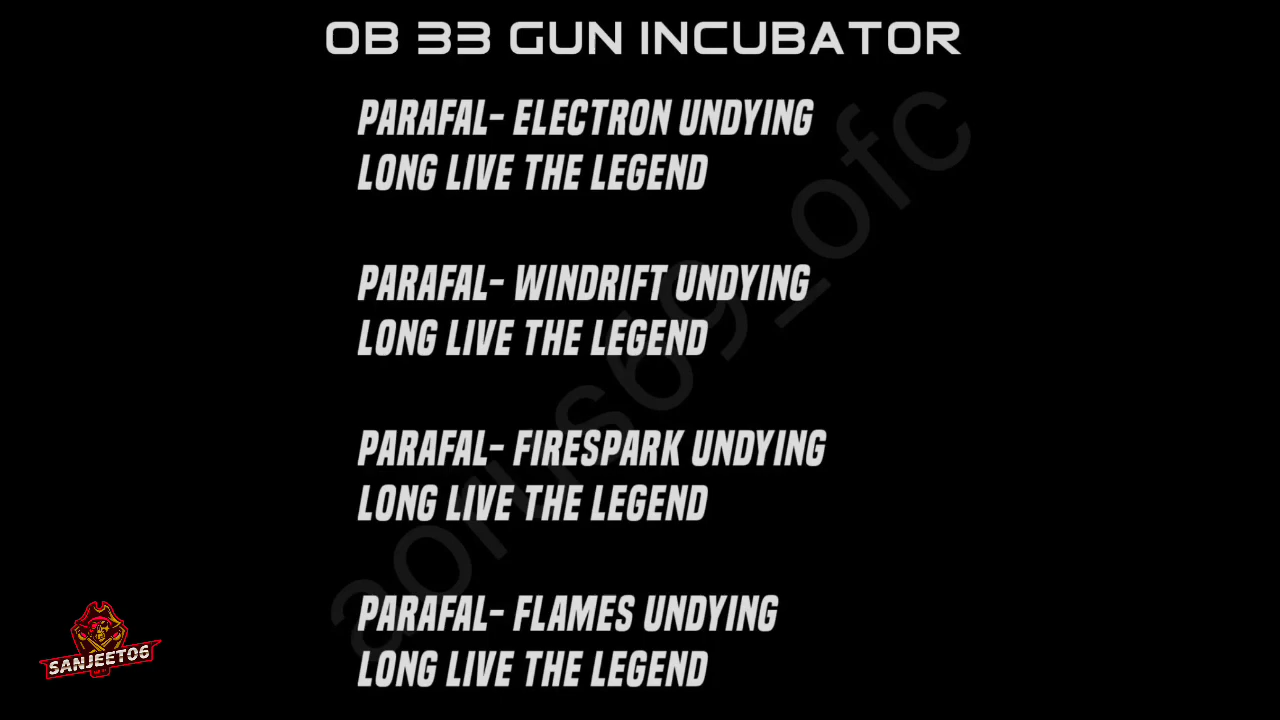 OB 33 GUN INCUBATOR
PARAFAL- ELECTRON UNDYING
LONG LIVE THE LEGEND
PARAFAL- WINDRIFT UNDYING
LONG LIVE THE LEGEND
PARAFAL- FIRESPARK UNDYING
LONG LIVE THE LEGEND
PARAFAL- FLAMES UNDYING
LONG LIVE THE LEGEND
SANJEET06
aorus69_ofc